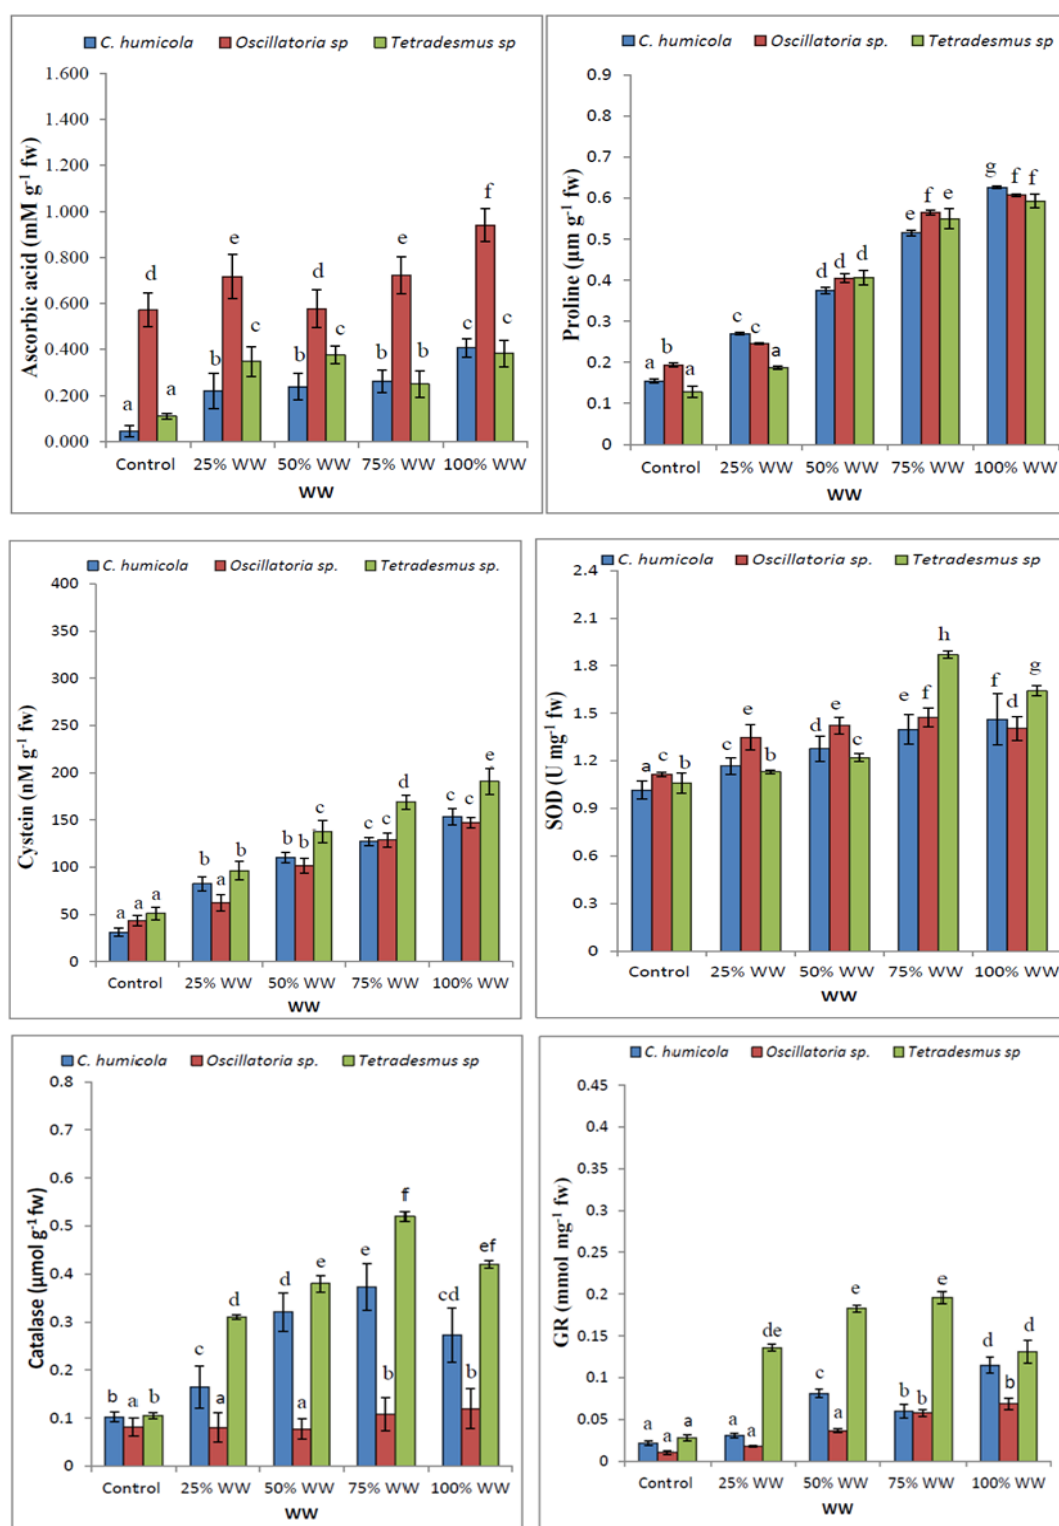 C. humicola Oscillatoria sp Tetradesmus sp
Ascorbic acid (mM g-1 fw)
1.600
1.400
1.200
1.000
0.800
0.600
0.400
0.200
0.000
a d a
b e c
b d c
b e b
c f c
Control 25% WW 50% WW 75% WW 100% WW
WW
C. humicola Oscillatoria sp. Tetradesmus sp
Proline (µm g-1 fw)
0.9
0.8
0.7
0.6
0.5
0.4
0.3
0.2
0.1
0
a b a
c c a
d d d
e f e
g f f
Control 25% WW 50% WW 75% WW 100% WW
WW
C. humicola Oscillatoria sp. Tetradesmus sp.
Cystein (nM g-1 fw)
400
350
300
250
200
150
100
50
0
a a a
b a b
b b c
c c d
c c e
Control 25% WW 50% WW 75% WW 100% WW
WW
C. humicola Oscillatoria sp. Tetradesmus sp
SOD (U mg-1 fw)
2.4
2.1
1.8
1.5
1.2
0.9
0.6
0.3
0
a c b
c e b
d e c
e f h
f d g
Control 25% WW 50% WW 75% WW 100% WW
WW
C. humicola Oscillatoria sp. Tetradesmus sp
Catalase (µmol g-1 fw)
0.8
0.7
0.6
0.5
0.4
0.3
0.2
0.1
0
b a b
c a d
d a e
e b f
cd b ef
Control 25% WW 50% WW 75% WW 100% WW
WW
C. humicola Oscillatoria sp. Tetradesmus sp
GR (mmol mg-1 fw)
0.45
0.4
0.35
0.3
0.25
0.2
0.15
0.1
0.05
0
a a a
a a de
c a e
b b e
d b d
Control 25% WW 50% WW 75% WW 100% WW
WW